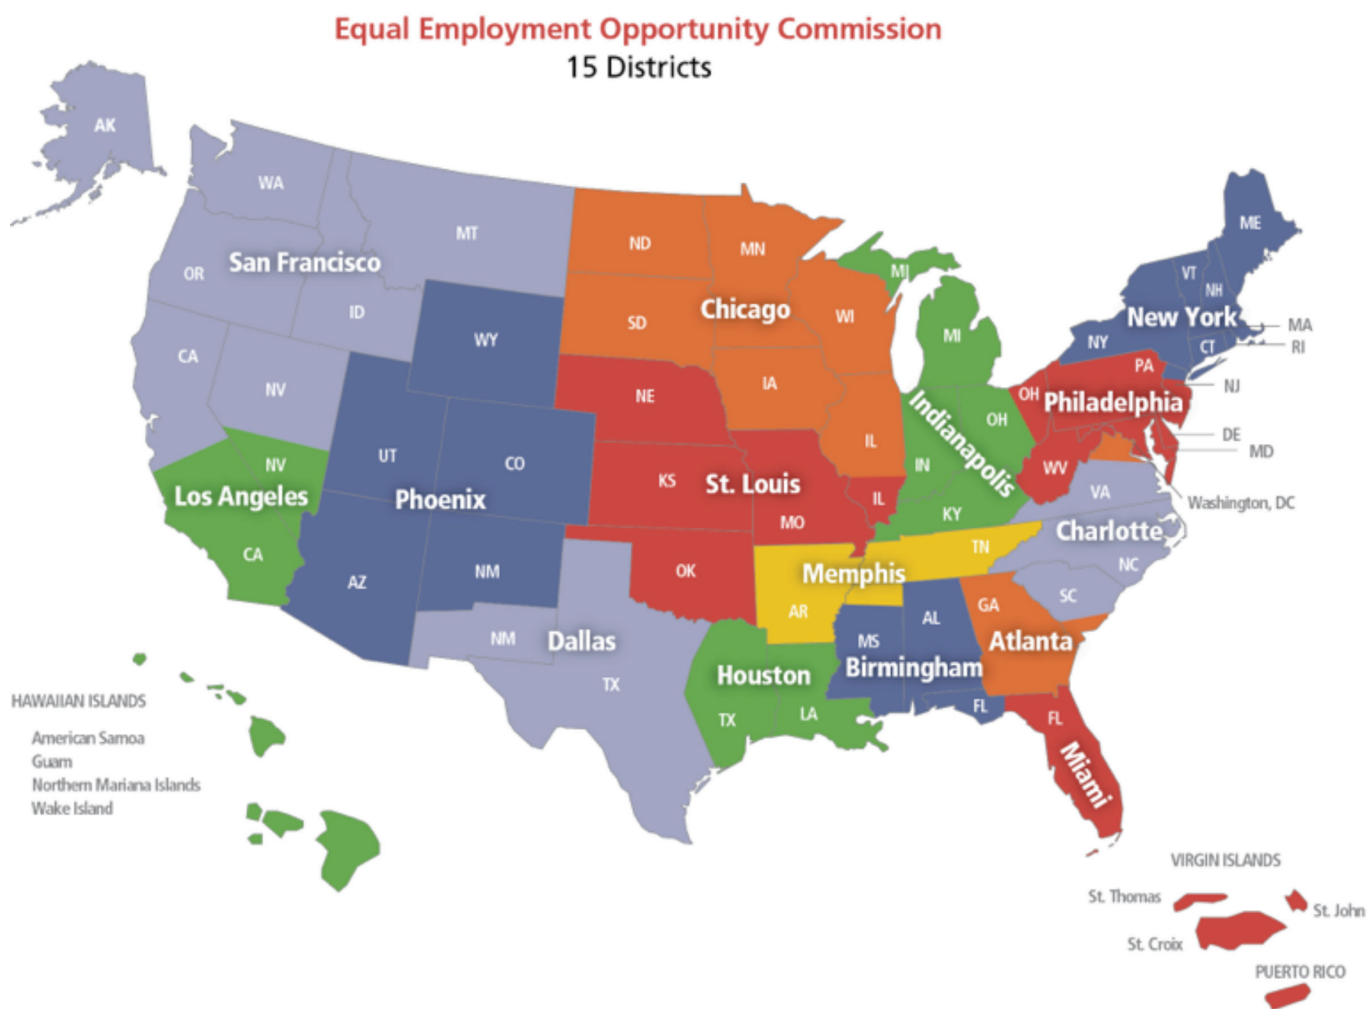 Equal Employment Opportunity Commission
15 Districts
AK
WA
MT
ND
MN
ME
OR
San Francisco
ID
WY
SD
Chicago
WI
MI
MI
VT
NH
New York
MA
RI
NY
CT
CA
NV
NE
IA
PA
NJ
OH
Philadelphia
OH
Indianapolis
DE
MD
UT
CO
KS
St. Louis
IL
IN
WV
NV
Los Angeles
Phoenix
MO
IL
KY
VA
Washington, DC
Charlotte
CA
AZ
NM
OK
Memphis
TN
NC
AR
SC
GA
NM
Dallas
MS
AL
Atlanta
TX
Houston
Birmingham
TX
LA
FL
FL
Miami
HAWAIIAN ISLANDS
American Samoa
Guam
Northern Mariana Islands
Wake Island
VIRGIN ISLANDS
St. Thomas
St. John
St. Croix
PUERTO RICO